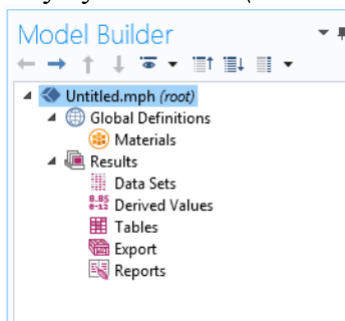 Model Builder
Untitled.mph (root)
Global Definitions
Materials
Results
Data Sets
8.85
e-12 Derived Values
Tables
Export
Reports